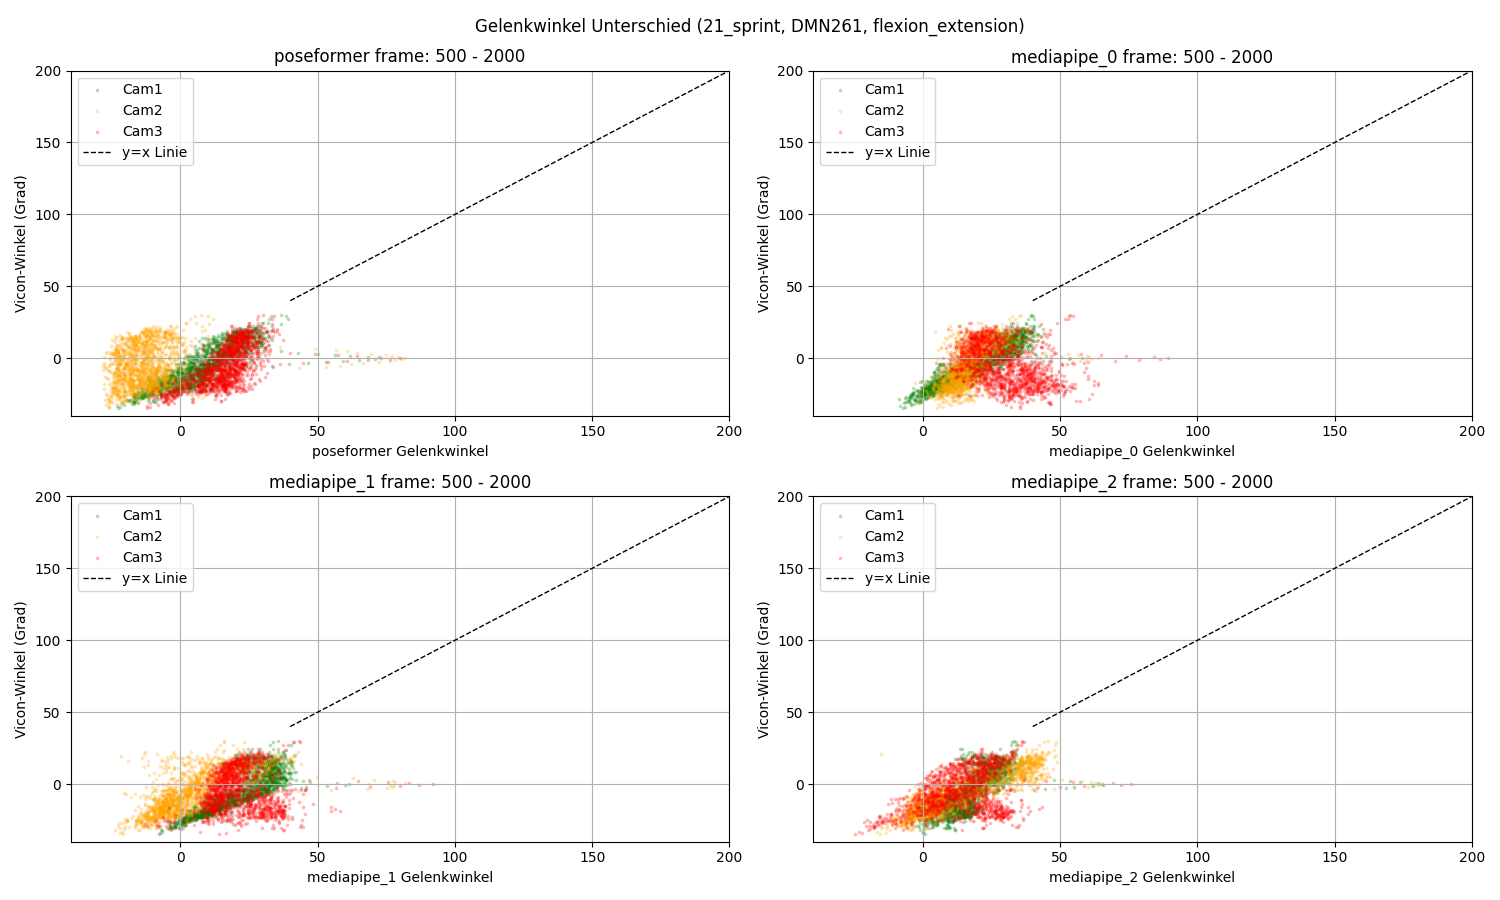 Gelenkwinkel Unterschied (21_sprint, DMN261, flexion_extension)
poseformer frame: 500 - 2000
200
150
100
50
0
Vicon-Winkel (Grad)
Cam1
Cam2
Cam3
y=x Linie
0 50 100 150 200
poseformer Gelenkwinkel
mediapipe_0 frame: 500 - 2000
200
150
100
50
0
Vicon-Winkel (Grad)
Cam1
Cam2
Cam3
y=x Linie
0 50 100 150 200
mediapipe_0 Gelenkwinkel
mediapipe_1 frame: 500 - 2000
200
150
100
50
0
Vicon-Winkel (Grad)
Cam1
Cam2
Cam3
y=x Linie
0 50 100 150 200
mediapipe_1 Gelenkwinkel
mediapipe_2 frame: 500 - 2000
200
150
100
50
0
Vicon-Winkel (Grad)
Cam1
Cam2
Cam3
y=x Linie
0 50 100 150 200
mediapipe_2 Gelenkwinkel